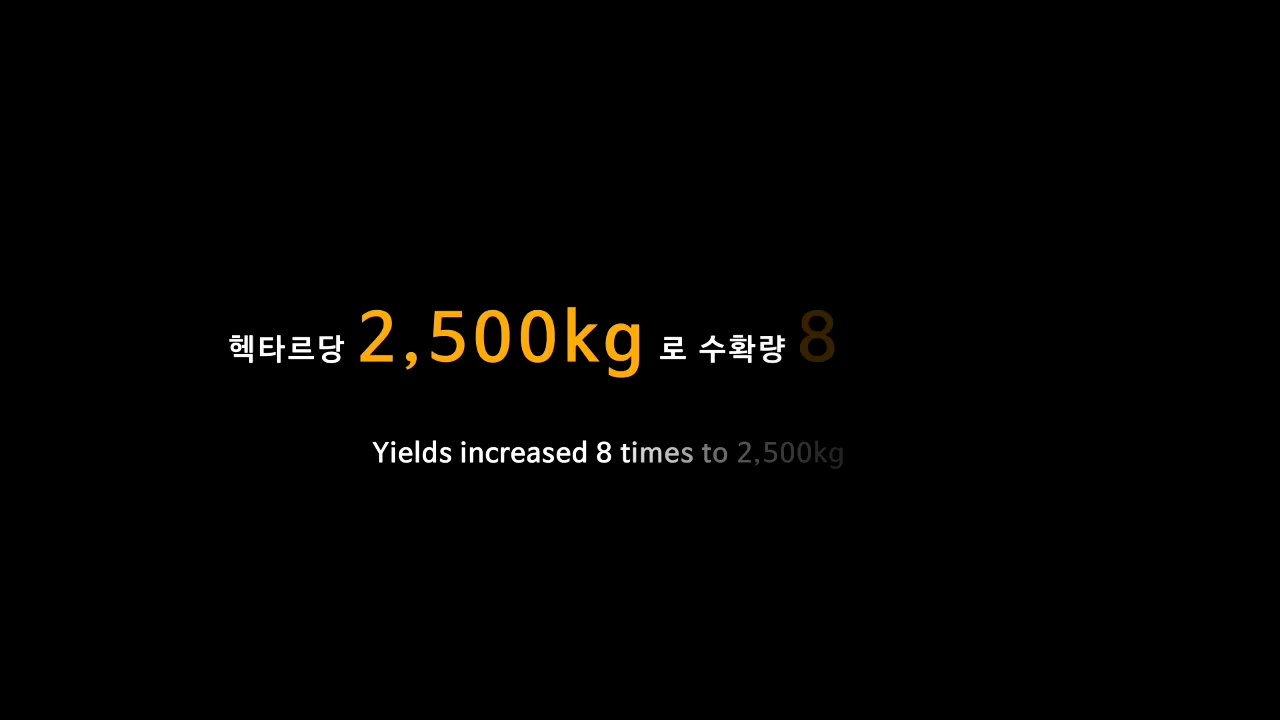 헥타르당 2,500kg 로 수확량 8
Yields increased 8 times to 2,500kg